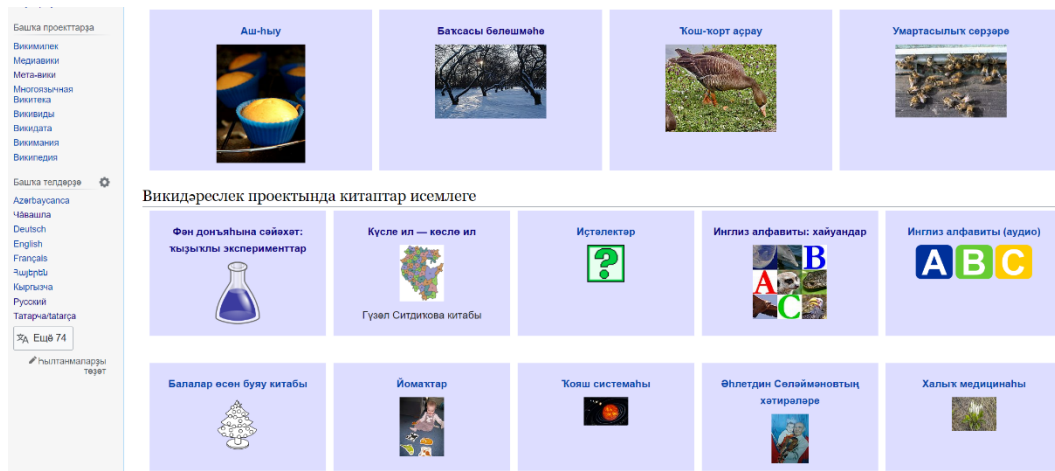 Башҡа проекттарҙа
Викимилек
Медиавики
Мета-вики
Многоязычная
Викитека
Викивиды
Викидата
Викимания
Википедия
Башҡа телдәрҙә
Azərbaycanca
Чӑвашла
Deutsch
English
Français
Հայերեն
Кыргызча
Русский
Татарча/tatarça
Ещё 74
Һылтанмаларҙы
төҙәт
Аш-һыу
Баҡсасы белешмәһе
Ҡош-ҡорт аҫрау
Умартасылыҡ серҙәре
Викидәреслек проектында китаптар исемлеге
Фән донъяһына сәйәхәт:
ҡыҙыҡлы эксперименттар
Күсле ил — көслө ил
Гүзәл Ситдикова китабы
Иҫтәлектәр
Инглиз алфавиты: хайуандар
A B C
Инглиз алфавиты (аудио)
A B C
Балалар өсөн буяу китабы
Йомаҡтар
Ҡояш системаһы
Әһлетдин Сөләймәновтың
хәтирәләре
Халыҡ медицинаһы